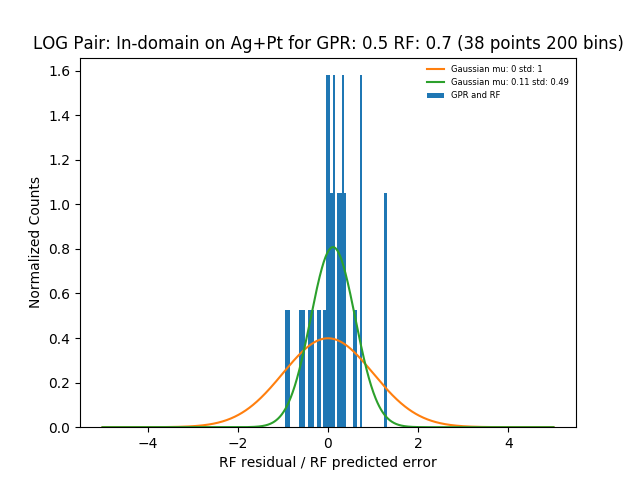 LOG Pair: In-domain on Ag+Pt for GPR: 0.5 RF: 0.7 (38 points 200 bins)
Gaussian mu: 0 std: 1
Gaussian mu: 0.11 std: 0.49
GPR and RF
Normalized Counts
1.6
1.4
1.2
1.0
0.8
0.6
0.4
0.2
0.0
−4
−2
0
2
4
RF residual / RF predicted error